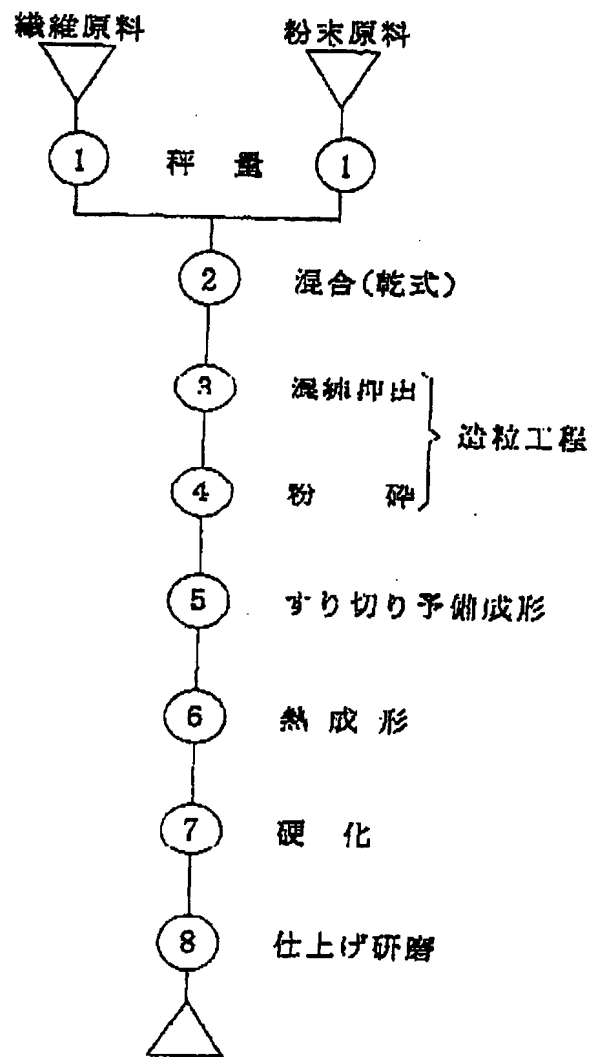 繊維原料
粉末原料
1 秤量 1
2 混合(乾式)
3 混練押出
造粒工程
4 粉砕
5 すり切り予備成形
6 熱成形
7 硬化
8 仕上げ研磨